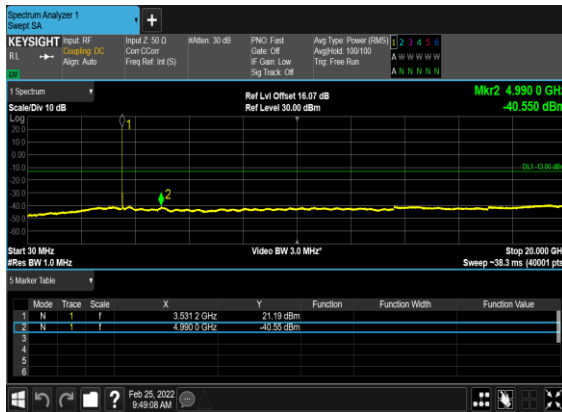 Spectrum Analyzer 1
Swept SA
KEYSIGHT Input: RF Input Z: 50 Ω #Atten: 30 dB PNO: Fast Avg Type: Power (RMS) 1 2 3 4 5 6
RL Coupling: DC Corr CCorr Gate: Off Avg|Hold: 100/100 A W W W W W
Align: Auto Freq Ref: Int (S) IF Gain: Low Trig: Free Run
Sig Track: Off A N N N N N
1 Spectrum
Scale/Div 10 dB Ref Lvl Offset 16.07 dB Mkr2 4.990 0 GHz
Ref Level 30.00 dBm -40.550 dBm
Log
20.0
10.0
0.00
-10.0 DL1 -13.00 dBm
-20.0
-30.0
-40.0
-50.0
-60.0
1
2
Start 30 MHz Video BW 3.0 MHz* Stop 20.000 GHz
#Res BW 1.0 MHz Sweep ~38.3 ms (40001 pts)
5 Marker Table
Mode Trace Scale X Y Function Function Width Function Value
1 N 1 f 3.531 2 GHz 21.19 dBm
2 N 1 f 4.990 0 GHz -40.55 dBm
3
4
5
6
? Feb 25, 2022
9:49:08 AM